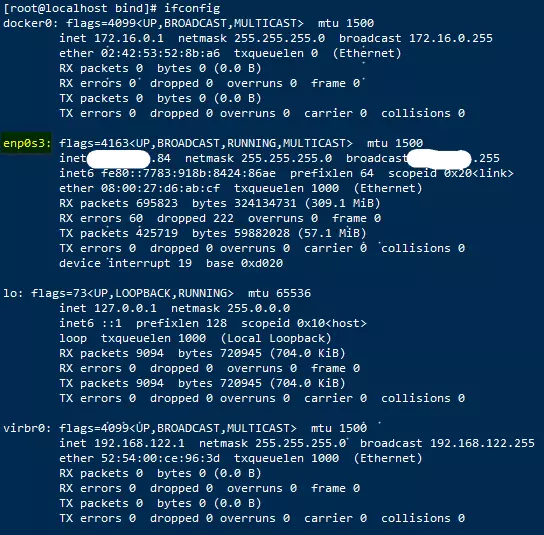 [root@localhost bind]# ifconfig
docker0: flags=4099<UP,BROADCAST,MULTICAST>  mtu 1500
inet 172.16.0.1  netmask 255.255.255.0  broadcast 172.16.0.255
ether 02:42:53:52:8b:a6  txqueuelen 0  (Ethernet)
RX packets 0  bytes 0 (0.0 B)
RX errors 0  dropped 0  overruns 0  frame 0
TX packets 0  bytes 0 (0.0 B)
TX errors 0  dropped 0 overruns 0  carrier 0  collisions 0
enp0s3: flags=4163<UP,BROADCAST,RUNNING,MULTICAST>  mtu 1500
inet .84  netmask 255.255.255.0  broadcast .255
inet6 fe80::7783:918b:8424:86ae  prefixlen 64  scopeid 0x20<link>
ether 08:00:27:d6:ab:cf  txqueuelen 1000  (Ethernet)
RX packets 695823  bytes 324134731 (309.1 MiB)
RX errors 60  dropped 222  overruns 0  frame 0
TX packets 425719  bytes 59882028 (57.1 MiB)
TX errors 0  dropped 0 overruns 0  carrier 0  collisions 0
device interrupt 19  base 0xd020
lo: flags=73<UP,LOOPBACK,RUNNING>  mtu 65536
inet 127.0.0.1  netmask 255.0.0.0
inet6 ::1  prefixlen 128  scopeid 0x10<host>
loop  txqueuelen 1000  (Local Loopback)
RX packets 9094  bytes 720945 (704.0 KiB)
RX errors 0  dropped 0  overruns 0  frame 0
TX packets 9094  bytes 720945 (704.0 KiB)
TX errors 0  dropped 0 overruns 0  carrier 0  collisions 0
virbr0: flags=4099<UP,BROADCAST,MULTICAST>  mtu 1500
inet 192.168.122.1  netmask 255.255.255.0  broadcast 192.168.122.255
ether 52:54:00:ce:96:3d  txqueuelen 1000  (Ethernet)
RX packets 0  bytes 0 (0.0 B)
RX errors 0  dropped 0  overruns 0  frame 0
TX packets 0  bytes 0 (0.0 B)
TX errors 0  dropped 0 overruns 0  carrier 0  collisions 0